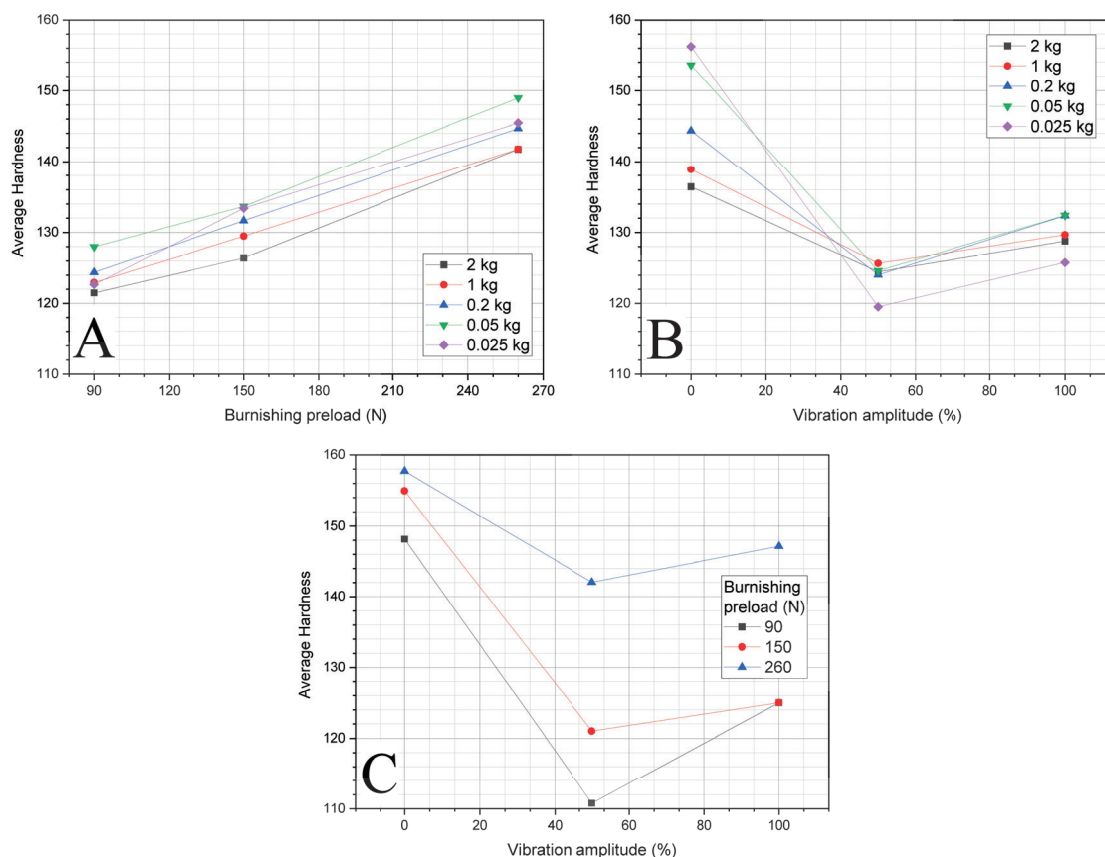 160
150
140
130
120
110
Average Hardness
2 kg
1 kg
0.2 kg
0.05 kg
0.025 kg
A
90
120
150
180
210
240
270
Burnishing preload (N)
160
150
140
130
120
110
Average Hardness
2 kg
1 kg
0.2 kg
0.05 kg
0.025 kg
B
0
20
40
60
80
100
Vibration amplitude (%)
160
150
140
130
120
110
Average Hardness
Burnishing
preload (N)
90
150
260
C
0
20
40
60
80
100
Vibration amplitude (%)